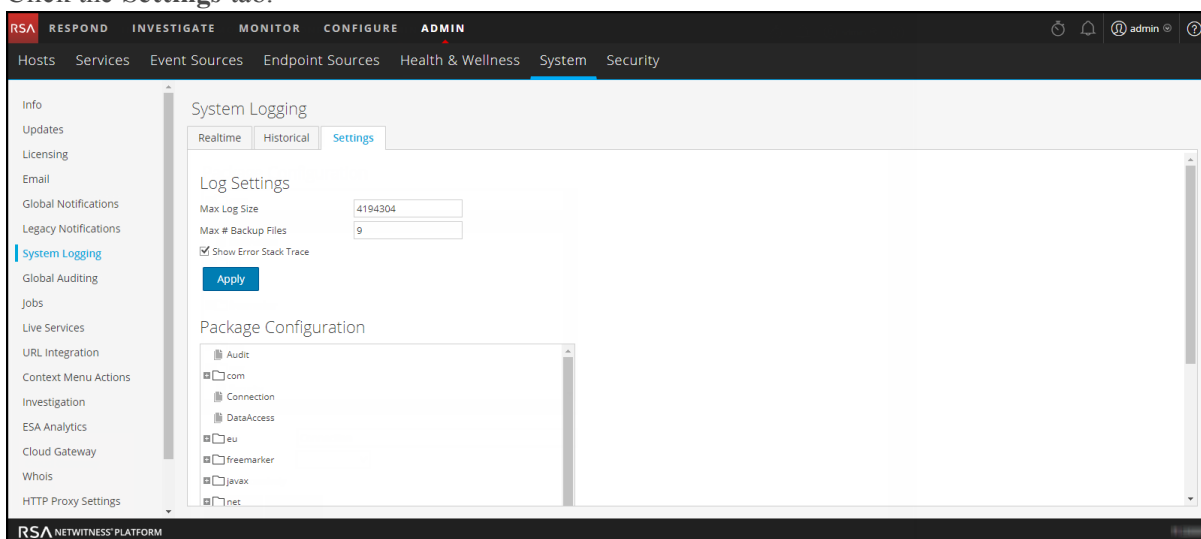 Click the Settings tab.
RSA RESPOND INVESTIGATE MONITOR CONFIGURE ADMIN admin
Hosts Services Event Sources Endpoint Sources Health & Wellness System Security
Info
Updates
Licensing
Email
Global Notifications
Legacy Notifications
System Logging
Global Auditing
Jobs
Live Services
URL Integration
Context Menu Actions
Investigation
ESA Analytics
Cloud Gateway
Whois
HTTP Proxy Settings
System Logging
Realtime Historical Settings
Log Settings
Max Log Size 4194304
Max # Backup Files 9
Show Error Stack Trace
Apply
Package Configuration
Audit
com
Connection
DataAccess
eu
freemarker
javax
net
RSA NETWITNESS® PLATFORM